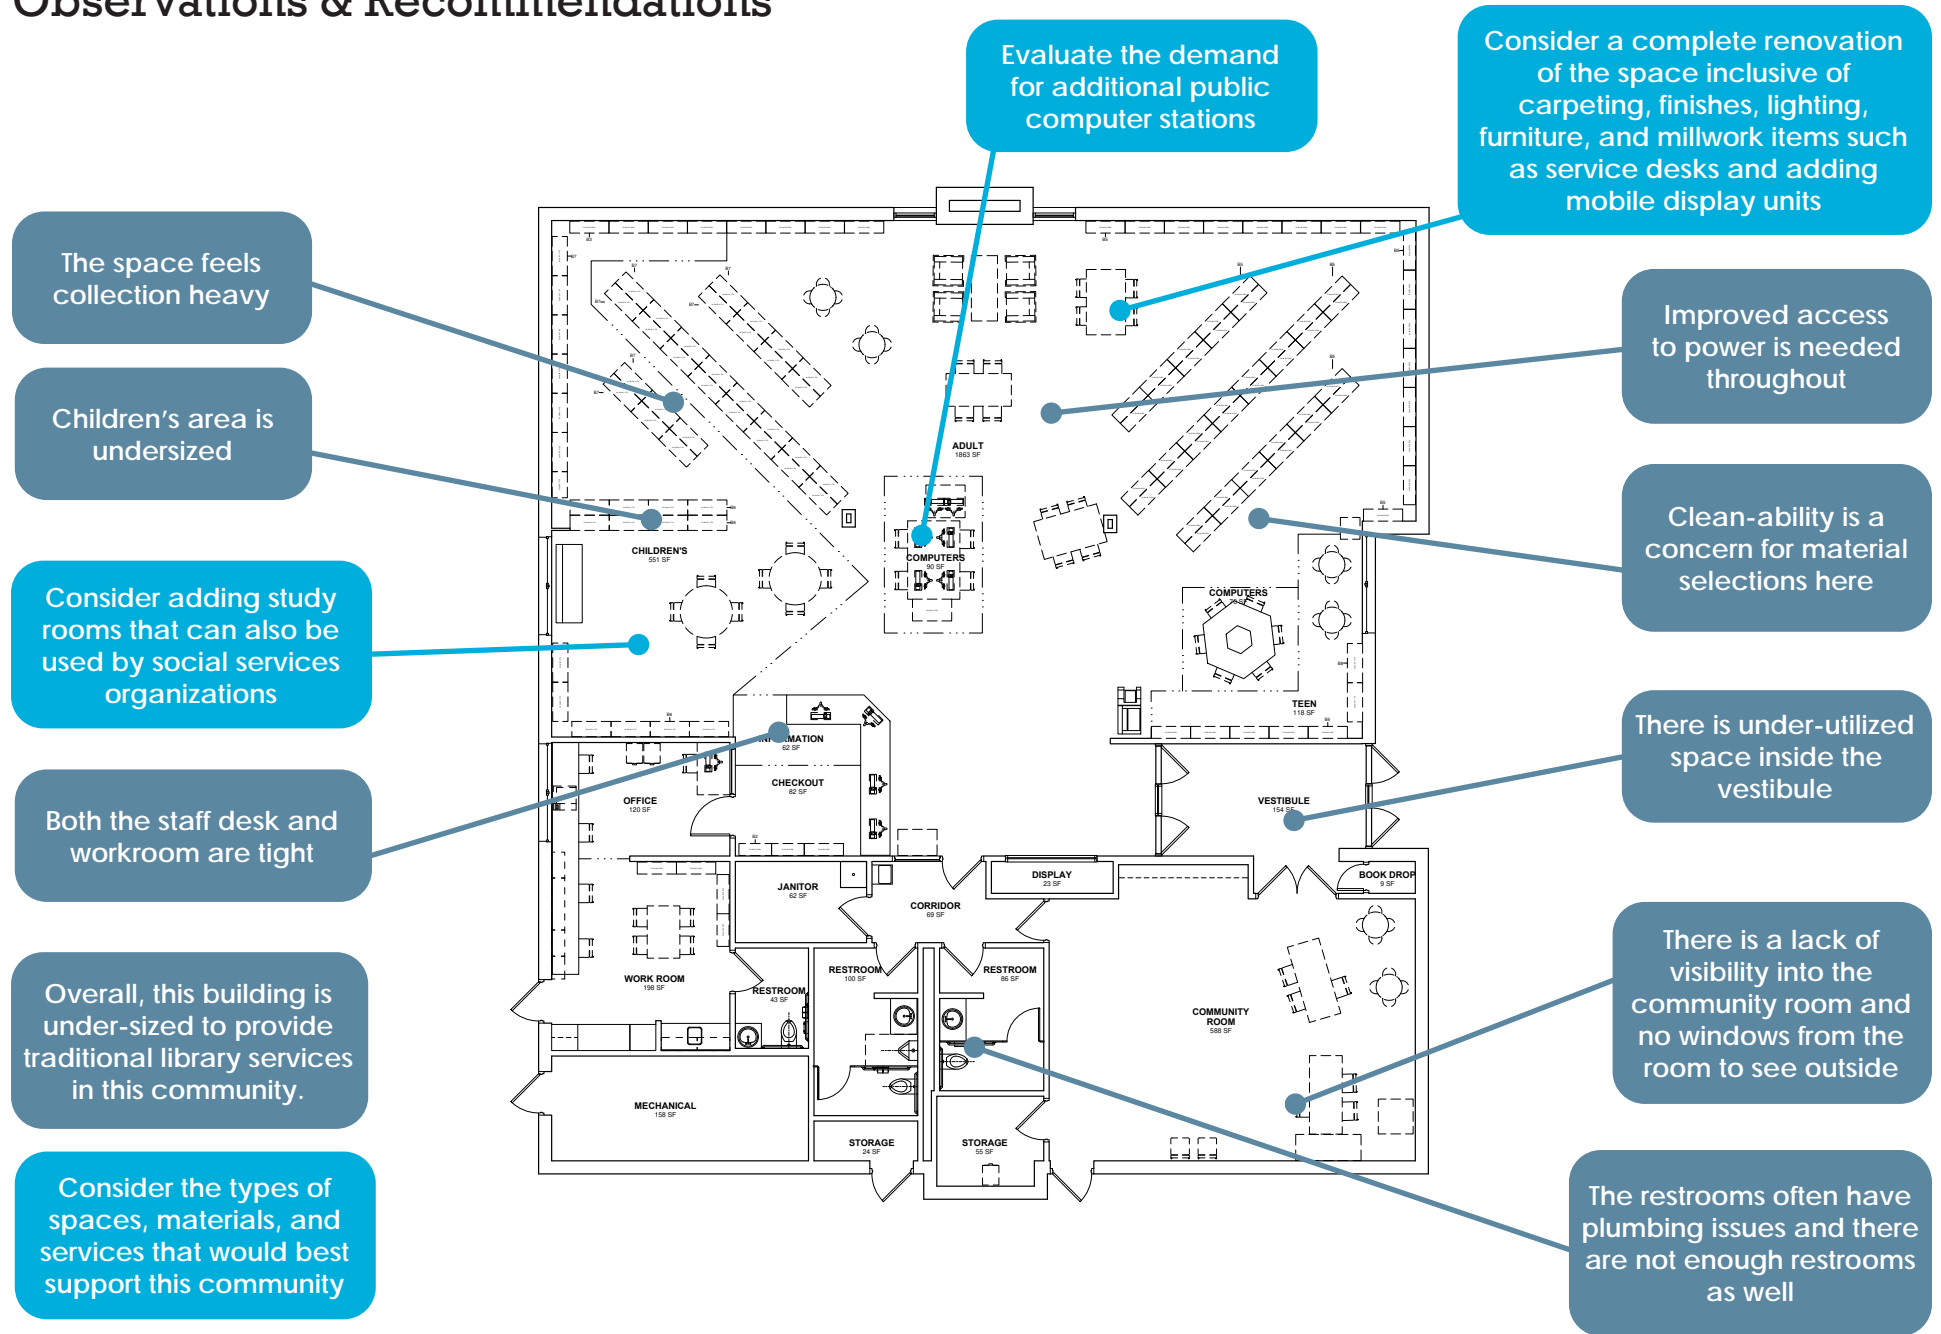 Observations & Recommendations
Evaluate the demand
for additional public
computer stations
Consider a complete renovation
of the space inclusive of
carpeting, finishes, lighting,
furniture, and millwork items such
as service desks and adding
mobile display units
The space feels
collection heavy
Children's area is
undersized
Consider adding study
rooms that can also be
used by social services
organizations
Both the staff desk and
workroom are tight
Overall, this building is
under-sized to provide
traditional library services
in this community.
Consider the types of
spaces, materials, and
services that would best
support this community
Improved access
to power is needed
throughout
Clean-ability is a
concern for material
selections here
There is under-utilized
space inside the
vestibule
There is a lack of
visibility into the
community room and
no windows from the
room to see outside
The restrooms often have
plumbing issues and there
are not enough restrooms
as well
ADULT
1863 SF
CHILDREN'S
551 SF
COMPUTERS
90 SF
COMPUTERS
TEEN
118 SF
62 SF
CHECKOUT
82 SF
OFFICE
120 SF
VESTIBULE
154 SF
BOOK DROP
9 SF
DISPLAY
23 SF
JANITOR
62 SF
CORRIDOR
69 SF
WORK ROOM
198 SF
RESTROOM
43 SF
RESTROOM
100 SF
RESTROOM
86 SF
COMMUNITY
ROOM
588 SF
MECHANICAL
158 SF
STORAGE
24 SF
STORAGE
55 SF